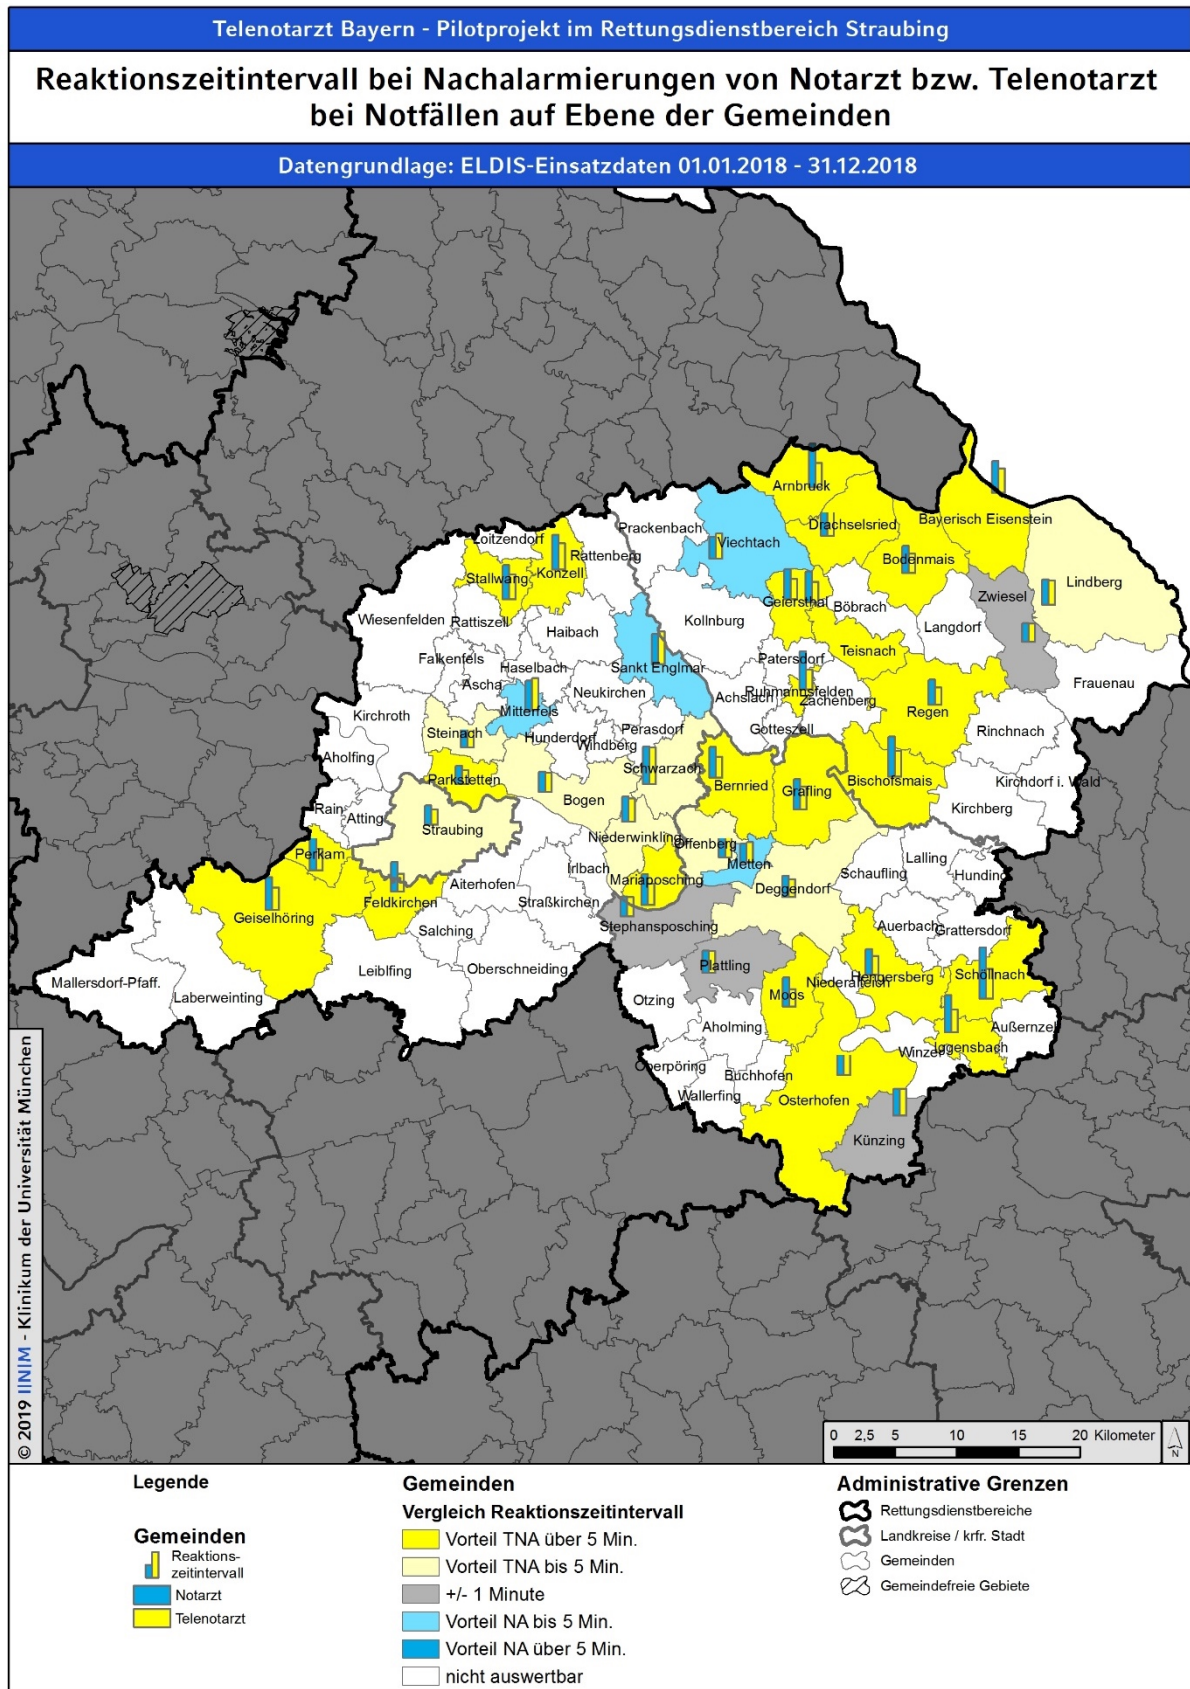 Telenotarzt Bayern - Pilotprojekt im Rettungsdienstbereich Straubing
Reaktionszeitintervall bei Nachalarmierungen von Notarzt bzw. Telenotarzt
bei Notfällen auf Ebene der Gemeinden
Datengrundlage: ELDIS-Einsatzdaten 01.01.2018 - 31.12.2018
Arnbruck
Drachselsried
Bayerisch Eisenstein
Prackenbach
Viechtach
Bodenmais
Loitzendorf
Rattenberg
Konzell
Stallwang
Lindberg
Zwiesel
Geiersthal
Böbrach
Langdorf
Wiesenfelden
Rattiszell
Haibach
Kollnburg
Teisnach
Falkenfels
Haselbach
Sankt Englmar
Patersdorf
Frauenau
Ascha
Neukirchen
Achslach
Ruhmannsfelden
Zachenberg
Regen
Kirchroth
Mitterfels
Steinach
Hunderdorf
Windberg
Perasdorf
Gotteszell
Rinchnach
Aholfing
Schwarzach
Bischofsmais
Kirchdorf i. Wald
Parkstetten
Bernried
Grafling
Bogen
Rain
Atting
Straubing
Niederwinkling
Offenberg
Kirchberg
Perkam
Irlbach
Metten
Lalling
Schaufling
Hunding
Mariaposching
Deggendorf
Aiterhofen
Feldkirchen
Straßkirchen
Geiselhöring
Salching
Stephansposching
Auerbach
Grattersdorf
Leiblfing
Oberschneiding
Plattling
Mallersdorf-Pfaff.
Laberweinting
Hengersberg
Schöllnach
Niederalteich
Moos
Otzing
Aholming
Außernzell
Winzer
Iggensbach
Oberpöring
Buchhofen
Wallerfing
Osterhofen
Künzing
© 2019 INM - Klinikum der Universität München
0 2,5 5 10 15 20 Kilometer
N
Legende
Gemeinden
Reaktions-
zeitintervall
Notarzt
Telenotarzt
Gemeinden
Vergleich Reaktionszeitintervall
Vorteil TNA über 5 Min.
Vorteil TNA bis 5 Min.
+/- 1 Minute
Vorteil NA bis 5 Min.
Vorteil NA über 5 Min.
nicht auswertbar
Administrative Grenzen
Rettungsdienstbereiche
Landkreise / krfr. Stadt
Gemeinden
Gemeindefreie Gebiete